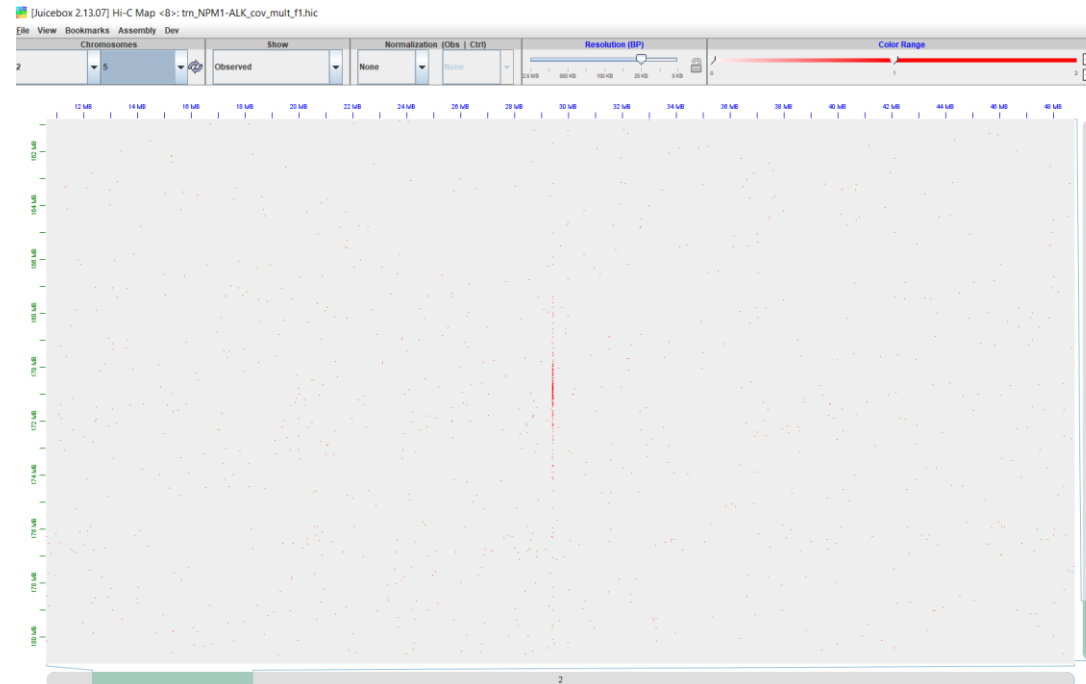 [Juicebox 2.13.07] Hi-C Map <8>: trn_NPM1-ALK_cov_mult_f1.hic
File View Bookmarks Assembly Dev
Chromosomes Show Normalization (Obs | Ctrl) Resolution (BP) Color Range
2 5 Observed None None
2.5 MB 500 KB 100 KB 25 KB 5 KB
0 1 2
12 MB 14 MB 16 MB 18 MB 20 MB 22 MB 24 MB 26 MB 28 MB 30 MB 32 MB 34 MB 36 MB 38 MB 40 MB 42 MB 44 MB 46 MB 48 MB
162 MB
164 MB
166 MB
168 MB
170 MB
172 MB
174 MB
176 MB
178 MB
180 MB
2